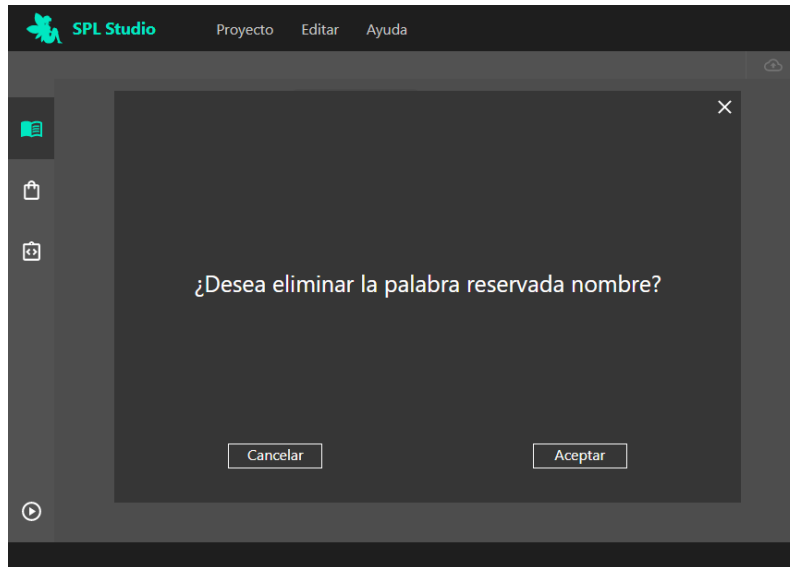 SPL Studio Proyecto Editar Ayuda
¿Desea eliminar la palabra reservada nombre?
Cancelar Aceptar